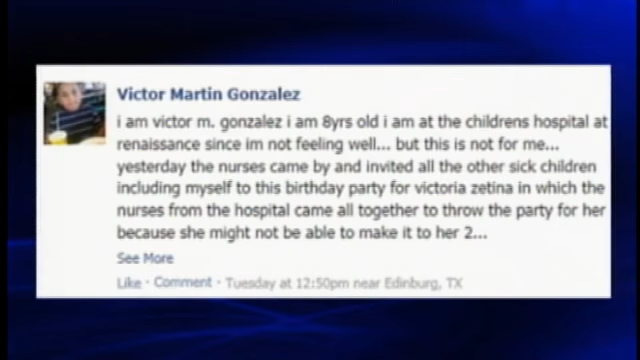 Victor Martin Gonzalez
i am victor m. gonzalez i am 8yrs old i am at the childrens hospital at
renaissance since im not feeling well... but this is not for me...
yesterday the nurses came by and invited all the other sick children
including myself to this birthday party for victoria zetina in which the
nurses from the hospital came all together to throw the party for her
because she might not be able to make it to her 2...
See More
Like · Comment · Tuesday at 12:50pm near Edinburg, TX